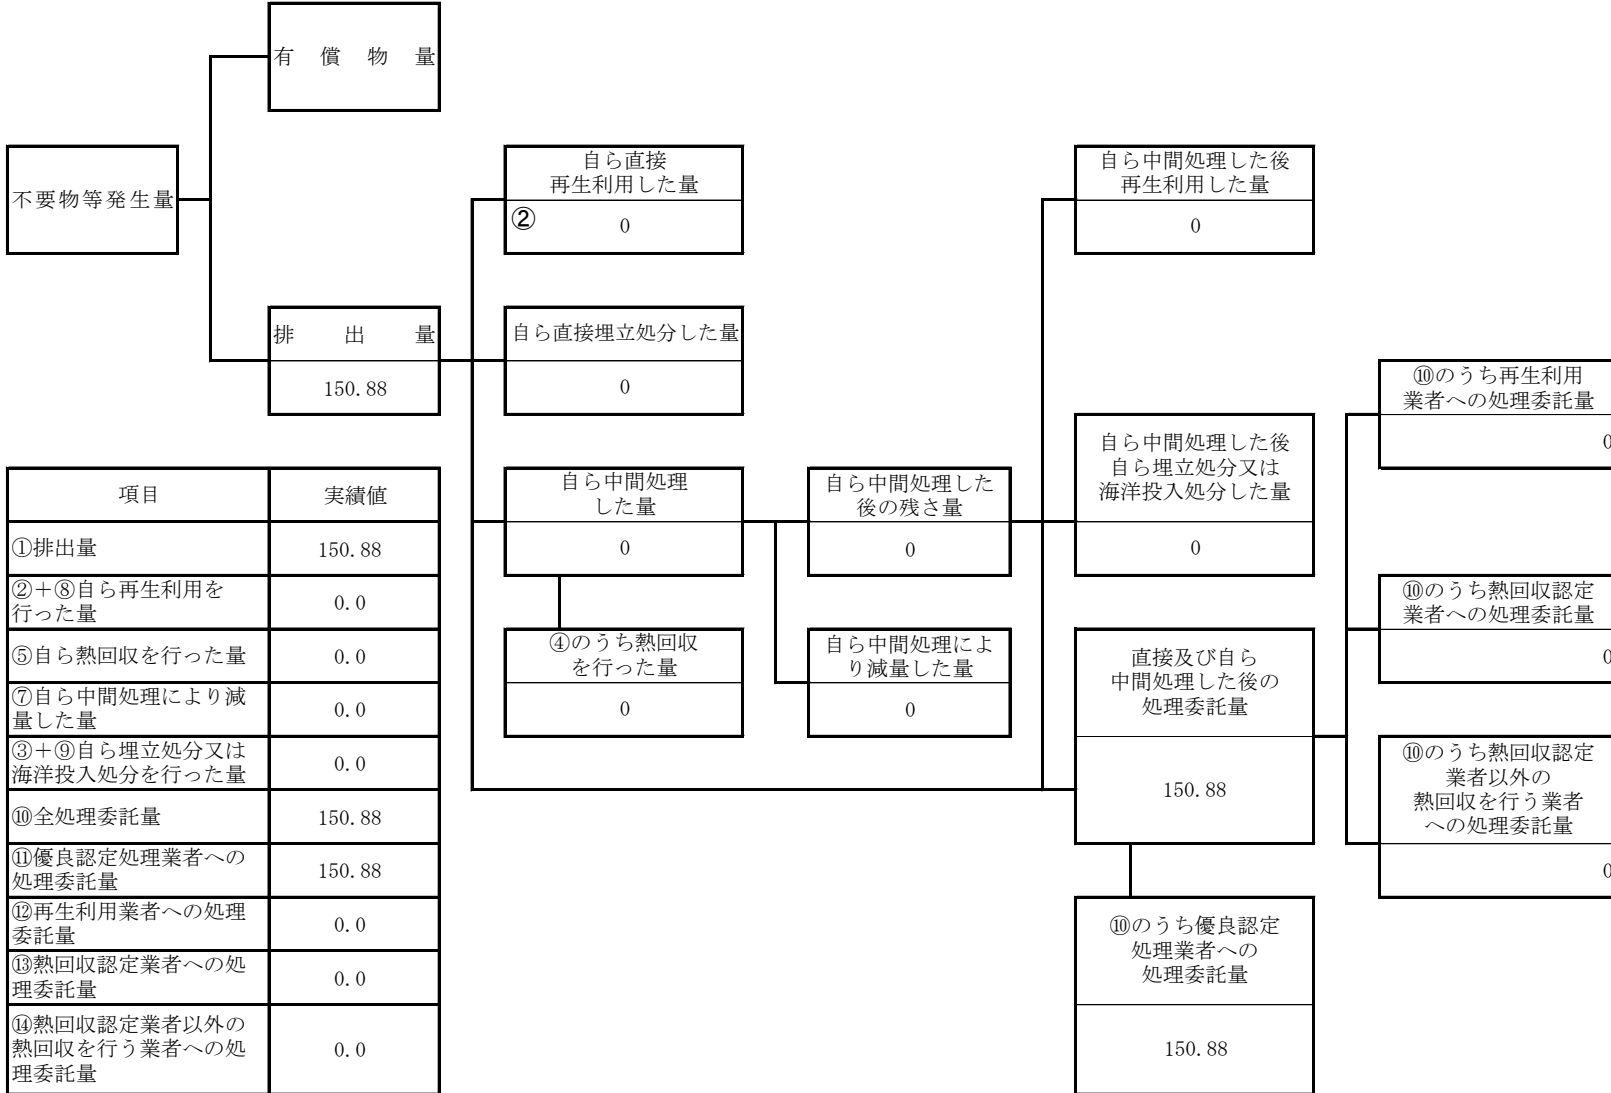 有償物量
不要物等発生量
排出量
150.88
自ら直接
再生利用した量
②
0
自ら直接埋立処分した量
0
自ら中間処理
した量
0
④のうち熱回収
を行った量
0
自ら中間処理した
後の残さ量
0
自ら中間処理によ
り減量した量
0
自ら中間処理した後
再生利用した量
0
自ら中間処理した後
自ら埋立処分又は
海洋投入処分した量
0
直接及び自ら
中間処理した後の
処理委託量
150.88
⑩のうち優良認定
処理業者への
処理委託量
150.88
⑩のうち再生利用
業者への処理委託量
0
⑩のうち熱回収認定
業者への処理委託量
0
⑩のうち熱回収認定
業者以外の
熱回収を行う業者
への処理委託量
0
項目 実績値
①排出量 150.88
②＋⑧自ら再生利用を
行った量 0.0
⑤自ら熱回収を行った量 0.0
⑦自ら中間処理により減
量した量 0.0
③＋⑨自ら埋立処分又は
海洋投入処分を行った量 0.0
⑩全処理委託量 150.88
⑪優良認定処理業者への
処理委託量 150.88
⑫再生利用業者への処理
委託量 0.0
⑬熱回収認定業者への処
理委託量 0.0
⑭熱回収認定業者以外の
熱回収を行う業者への処
理委託量 0.0